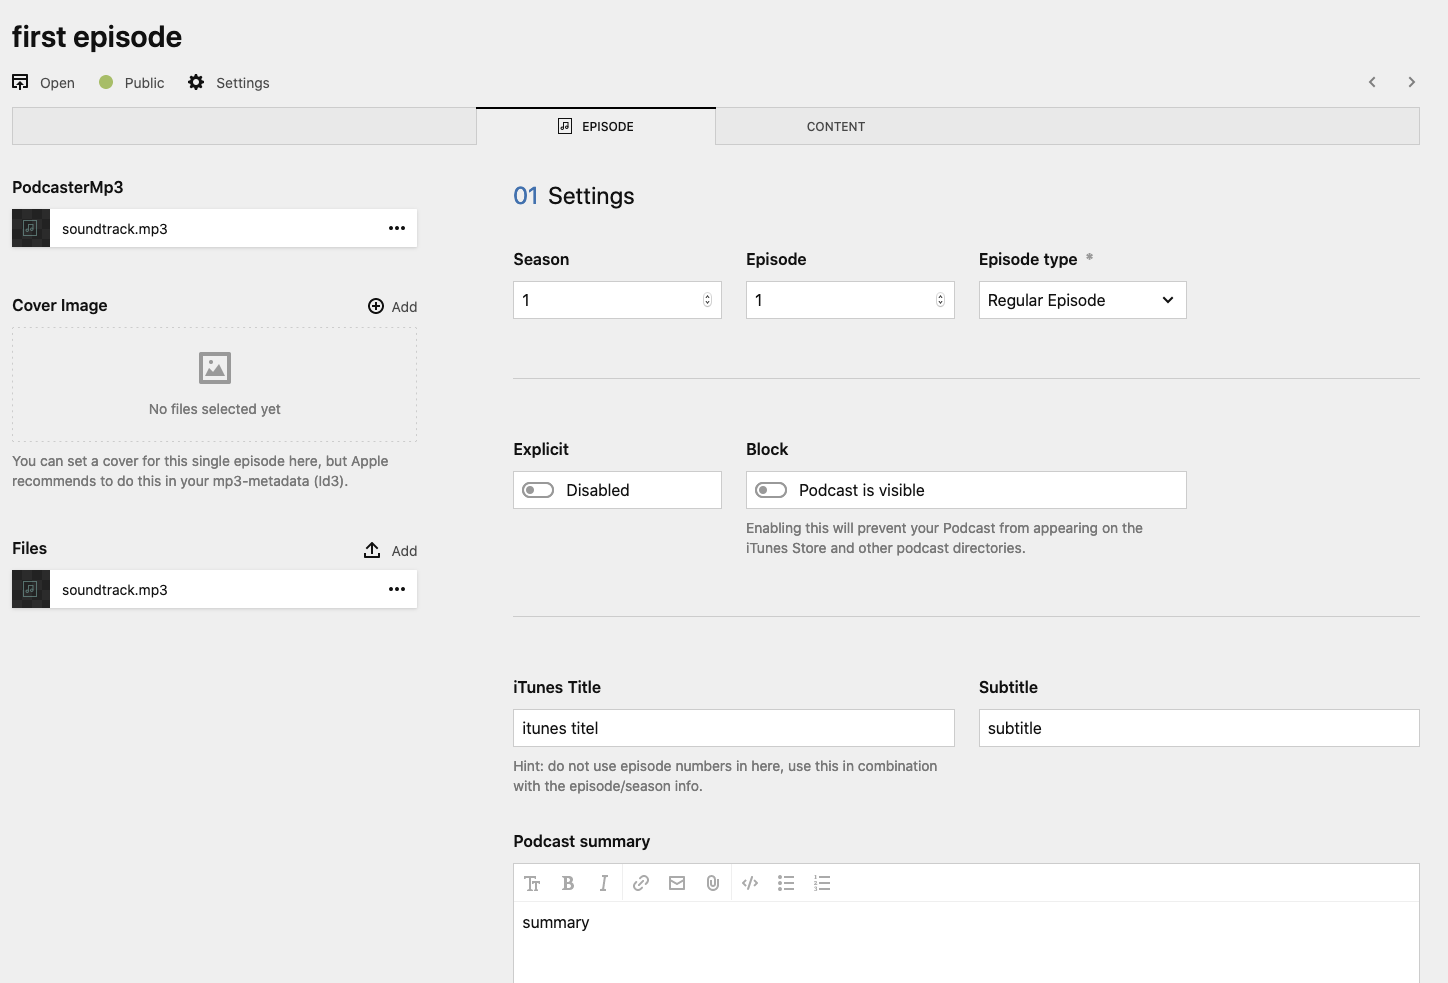 first episode
Open Public Settings
EPISODE CONTENT
PodcasterMp3
soundtrack.mp3
Cover Image Add
No files selected yet
You can set a cover for this single episode here, but Apple
recommends to do this in your mp3-metadata (Id3).
Files Add
soundtrack.mp3
01 Settings
Season Episode Episode type *
1 1 Regular Episode
Explicit Block
Disabled Podcast is visible
Enabling this will prevent your Podcast from appearing on the
iTunes Store and other podcast directories.
iTunes Title Subtitle
itunes titel subtitle
Hint: do not use episode numbers in here, use this in combination
with the episode/season info.
Podcast summary
summary